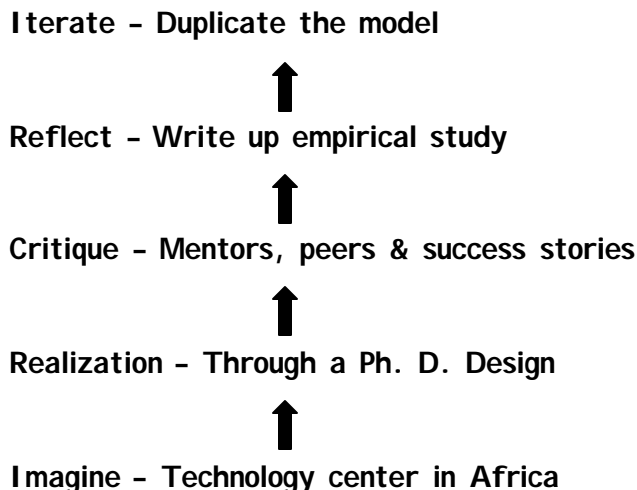 Iterate – Duplicate the model
Reflect – Write up empirical study
Critique – Mentors, peers & success stories
Realization – Through a Ph. D. Design
Imagine – Technology center in Africa